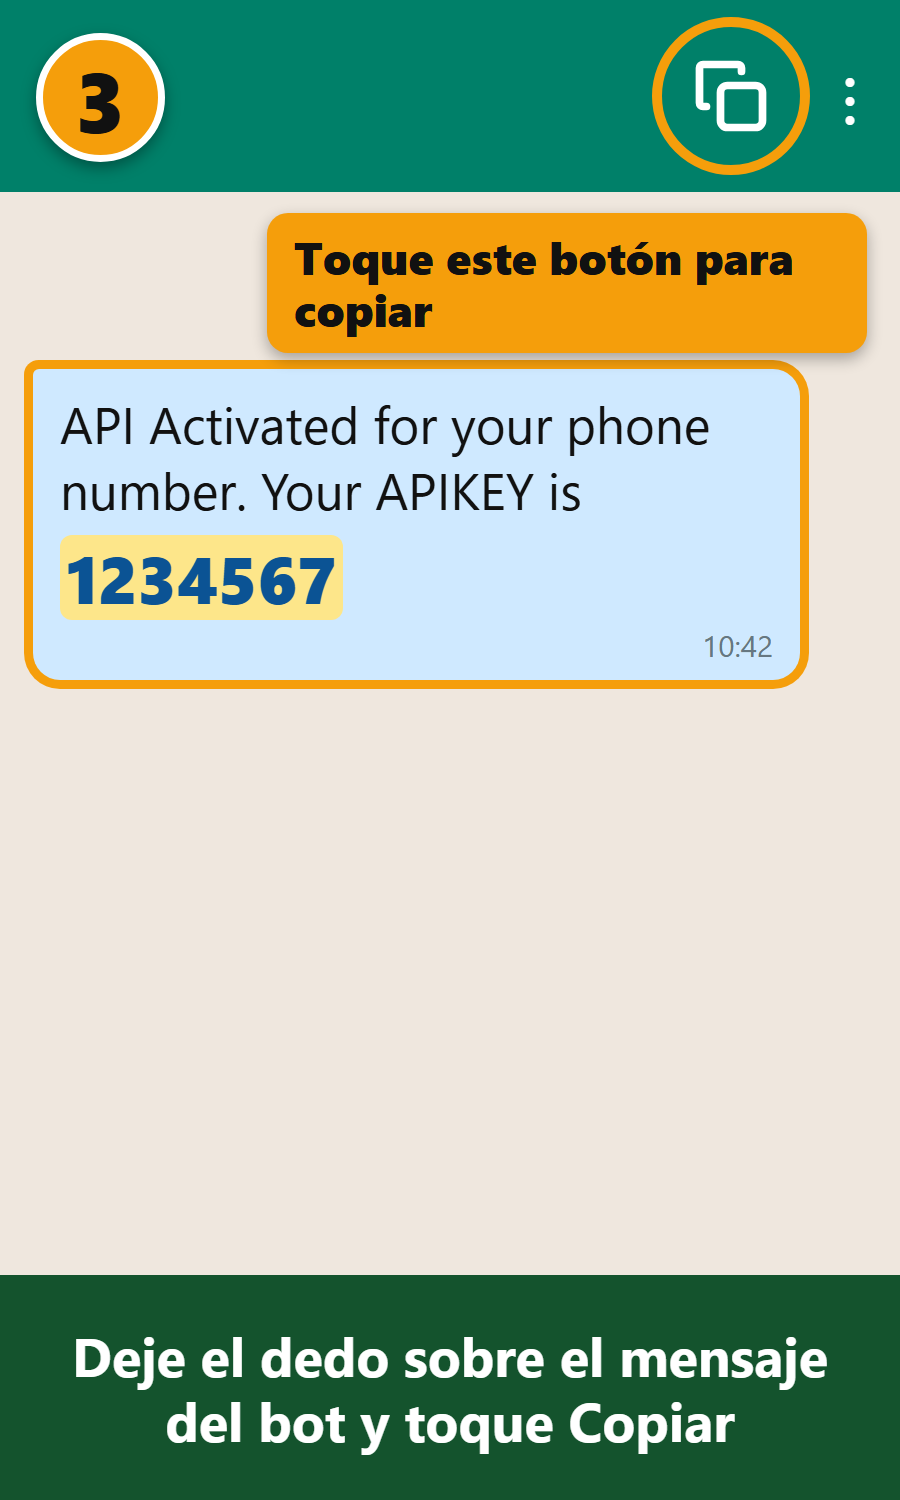 3
Toque este botón para
copiar
API Activated for your phone
number. Your APIKEY is
1234567
10:42
Deje el dedo sobre el mensaje
del bot y toque Copiar